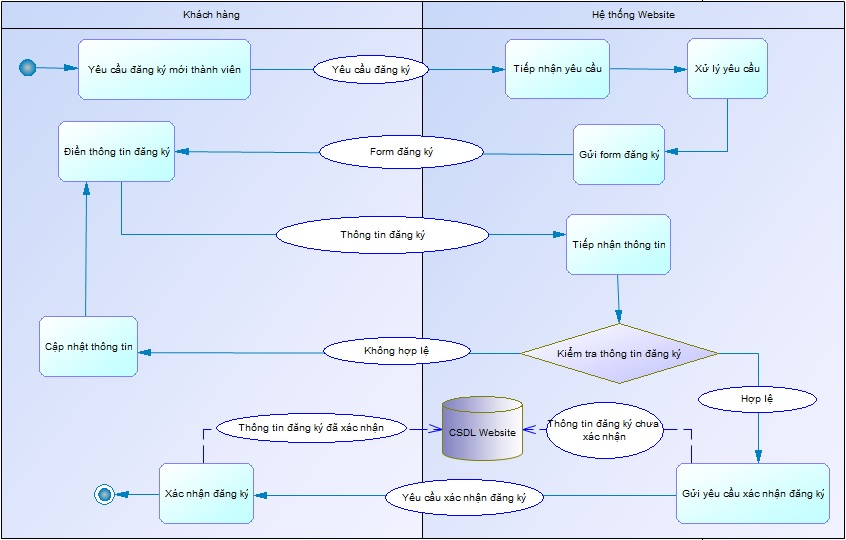 Khách hàng
Hệ thống Website
Yêu cầu đăng ký mới thành viên
Yêu cầu đăng ký
Tiếp nhận yêu cầu
Xử lý yêu cầu
Điền thông tin đăng ký
Form đăng ký
Gửi form đăng ký
Thông tin đăng ký
Tiếp nhận thông tin
Cập nhật thông tin
Không hợp lệ
Kiểm tra thông tin đăng ký
Hợp lệ
Thông tin đăng ký đã xác nhận
CSDL Website
Thông tin đăng ký chưa
xác nhận
Xác nhận đăng ký
Yêu cầu xác nhận đăng ký
Gửi yêu cầu xác nhận đăng ký